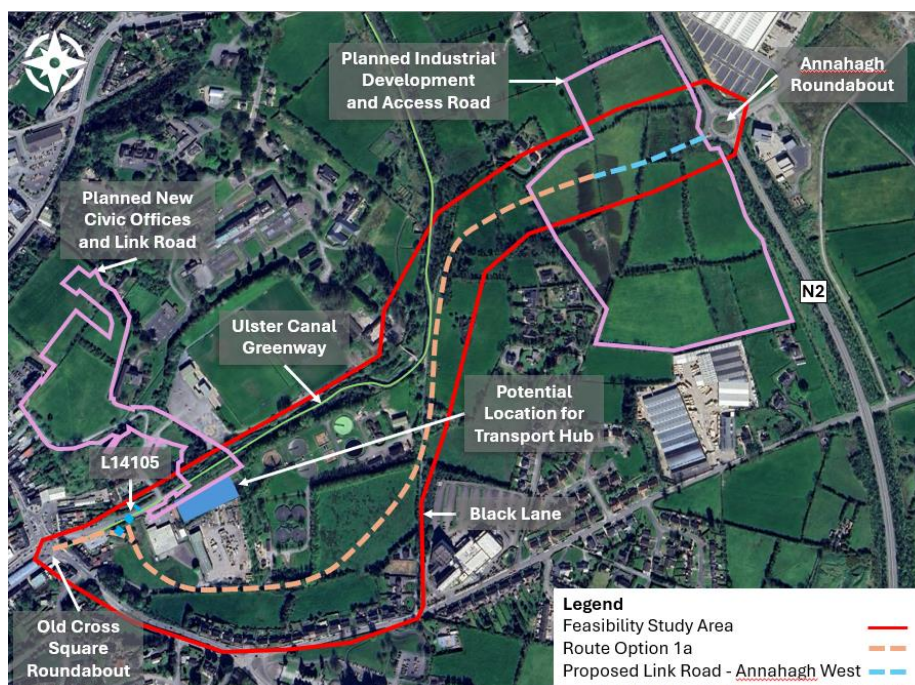 Planned Industrial
Development
and Access Road
Annahagh
Roundabout
Planned New
Civic Offices
and Link Road
N2
Ulster Canal
Greenway
Potential
Location for
Transport Hub
L14105
Black Lane
Old Cross
Square
Roundabout
Legend
Feasibility Study Area
Route Option 1a
Proposed Link Road - Annahagh West